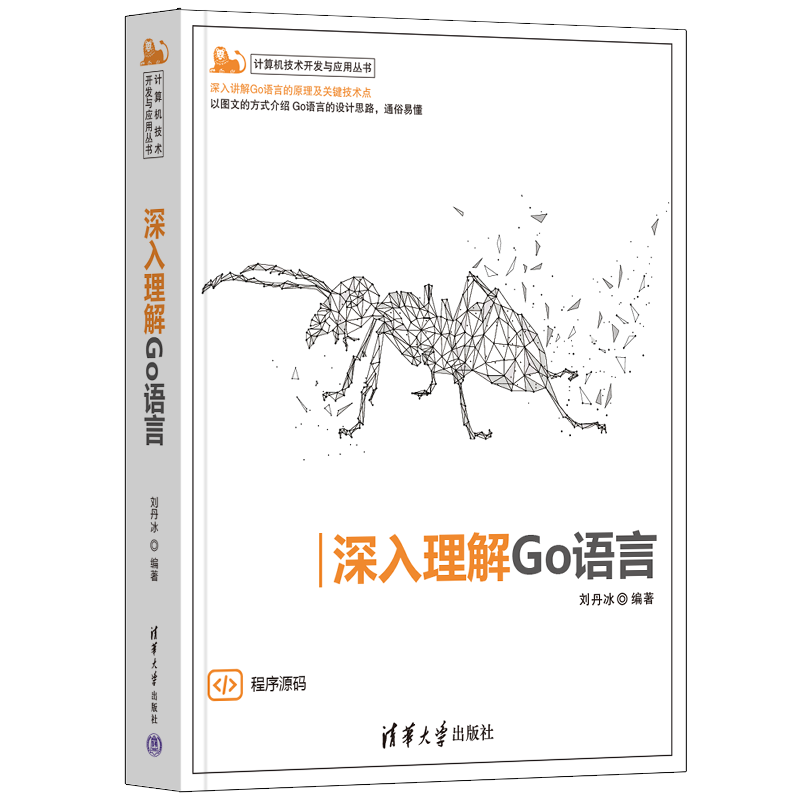 计算机技术
开发与应用丛书
深入理解Go语言
刘丹冰◎编著
清华大学出版社
计算机技术开发与应用丛书
深入讲解Go语言的原理及关键技术点
以图文的方式介绍 Go语言的设计思路，通俗易懂
深入理解Go语言
刘丹冰◎编著
</> 程序源码
清华大学出版社